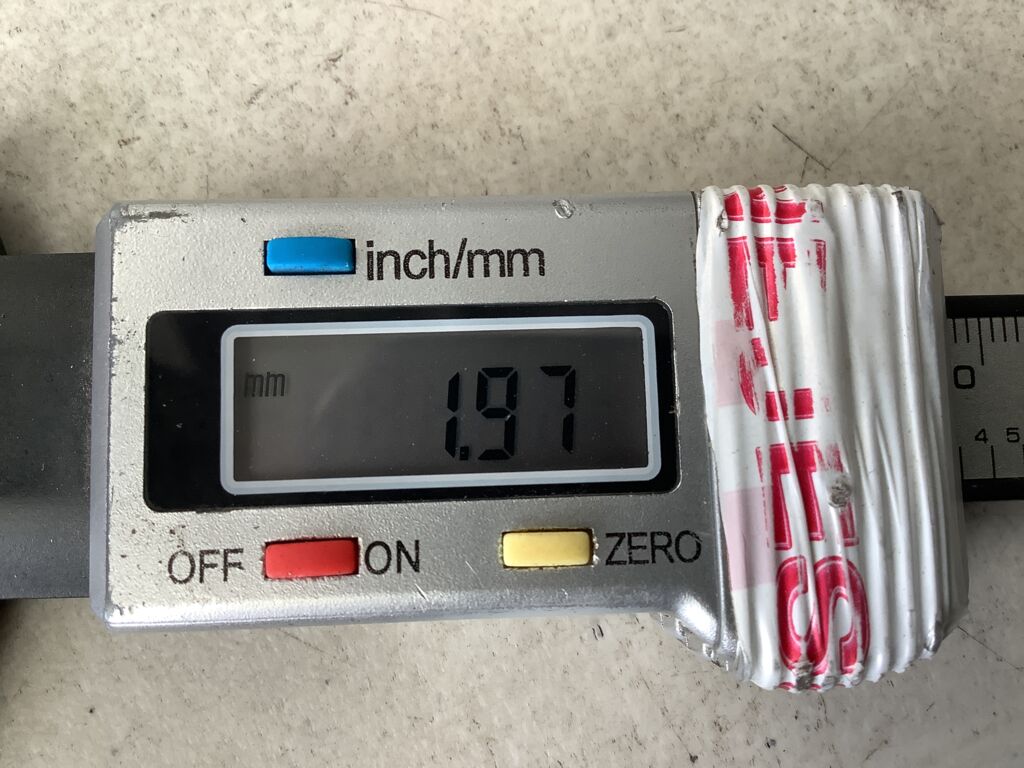 inch/mm
mm 1.97
OFF ON ZERO
0
4 5